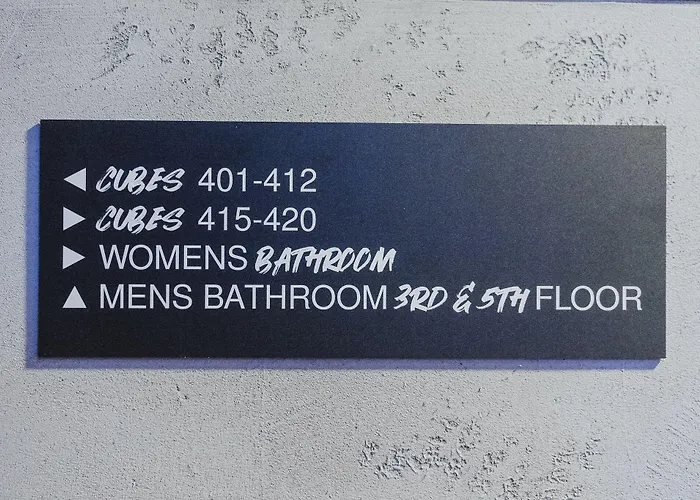 ◀ CUBES 401-412
▶ CUBES 415-420
▶ WOMENS BATHROOM
▲ MENS BATHROOM 3RD & 5TH FLOOR